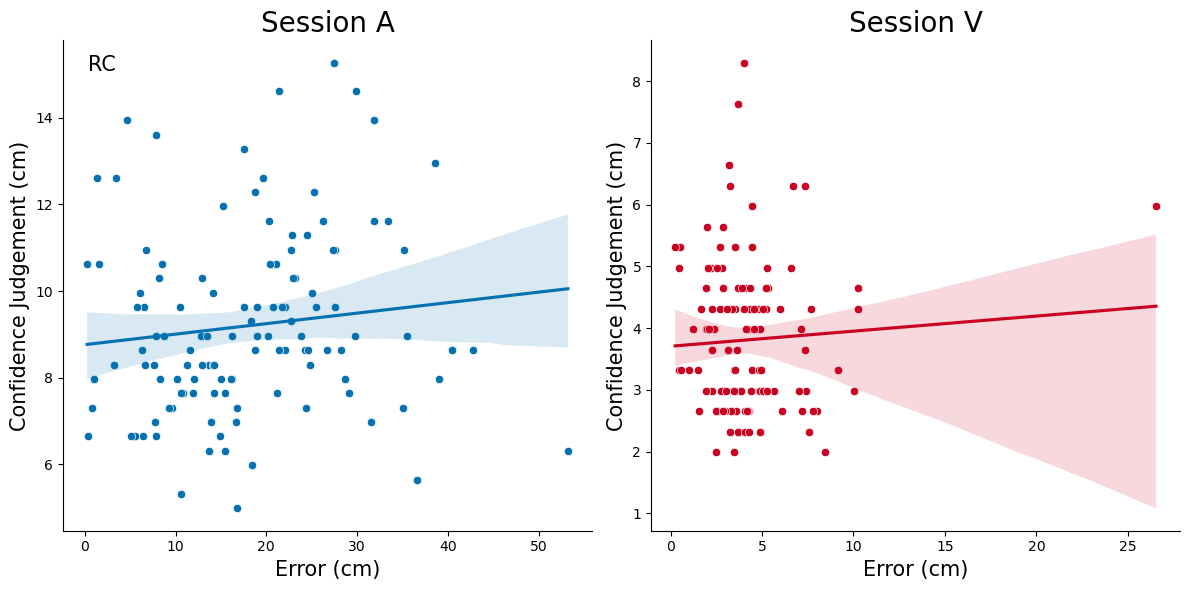 Session A
RC
Confidence Judgement (cm)
14
12
10
8
6
0 10 20 30 40 50
Error (cm)
Session V
Confidence Judgement (cm)
8
7
6
5
4
3
2
1
0 5 10 15 20 25
Error (cm)